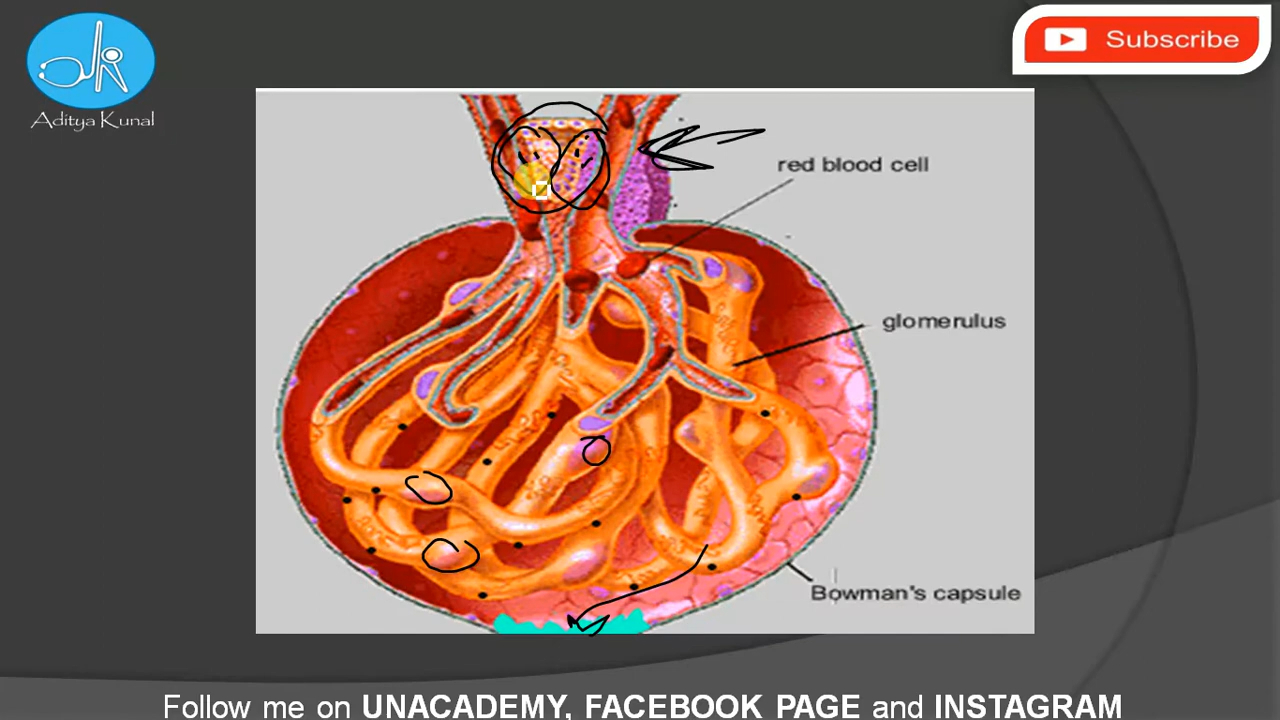 Subscribe
Aditya Kunal
red blood cell
glomerulus
Bowman's capsule
Follow me on UNACADEMY, FACEBOOK PAGE and INSTAGRAM